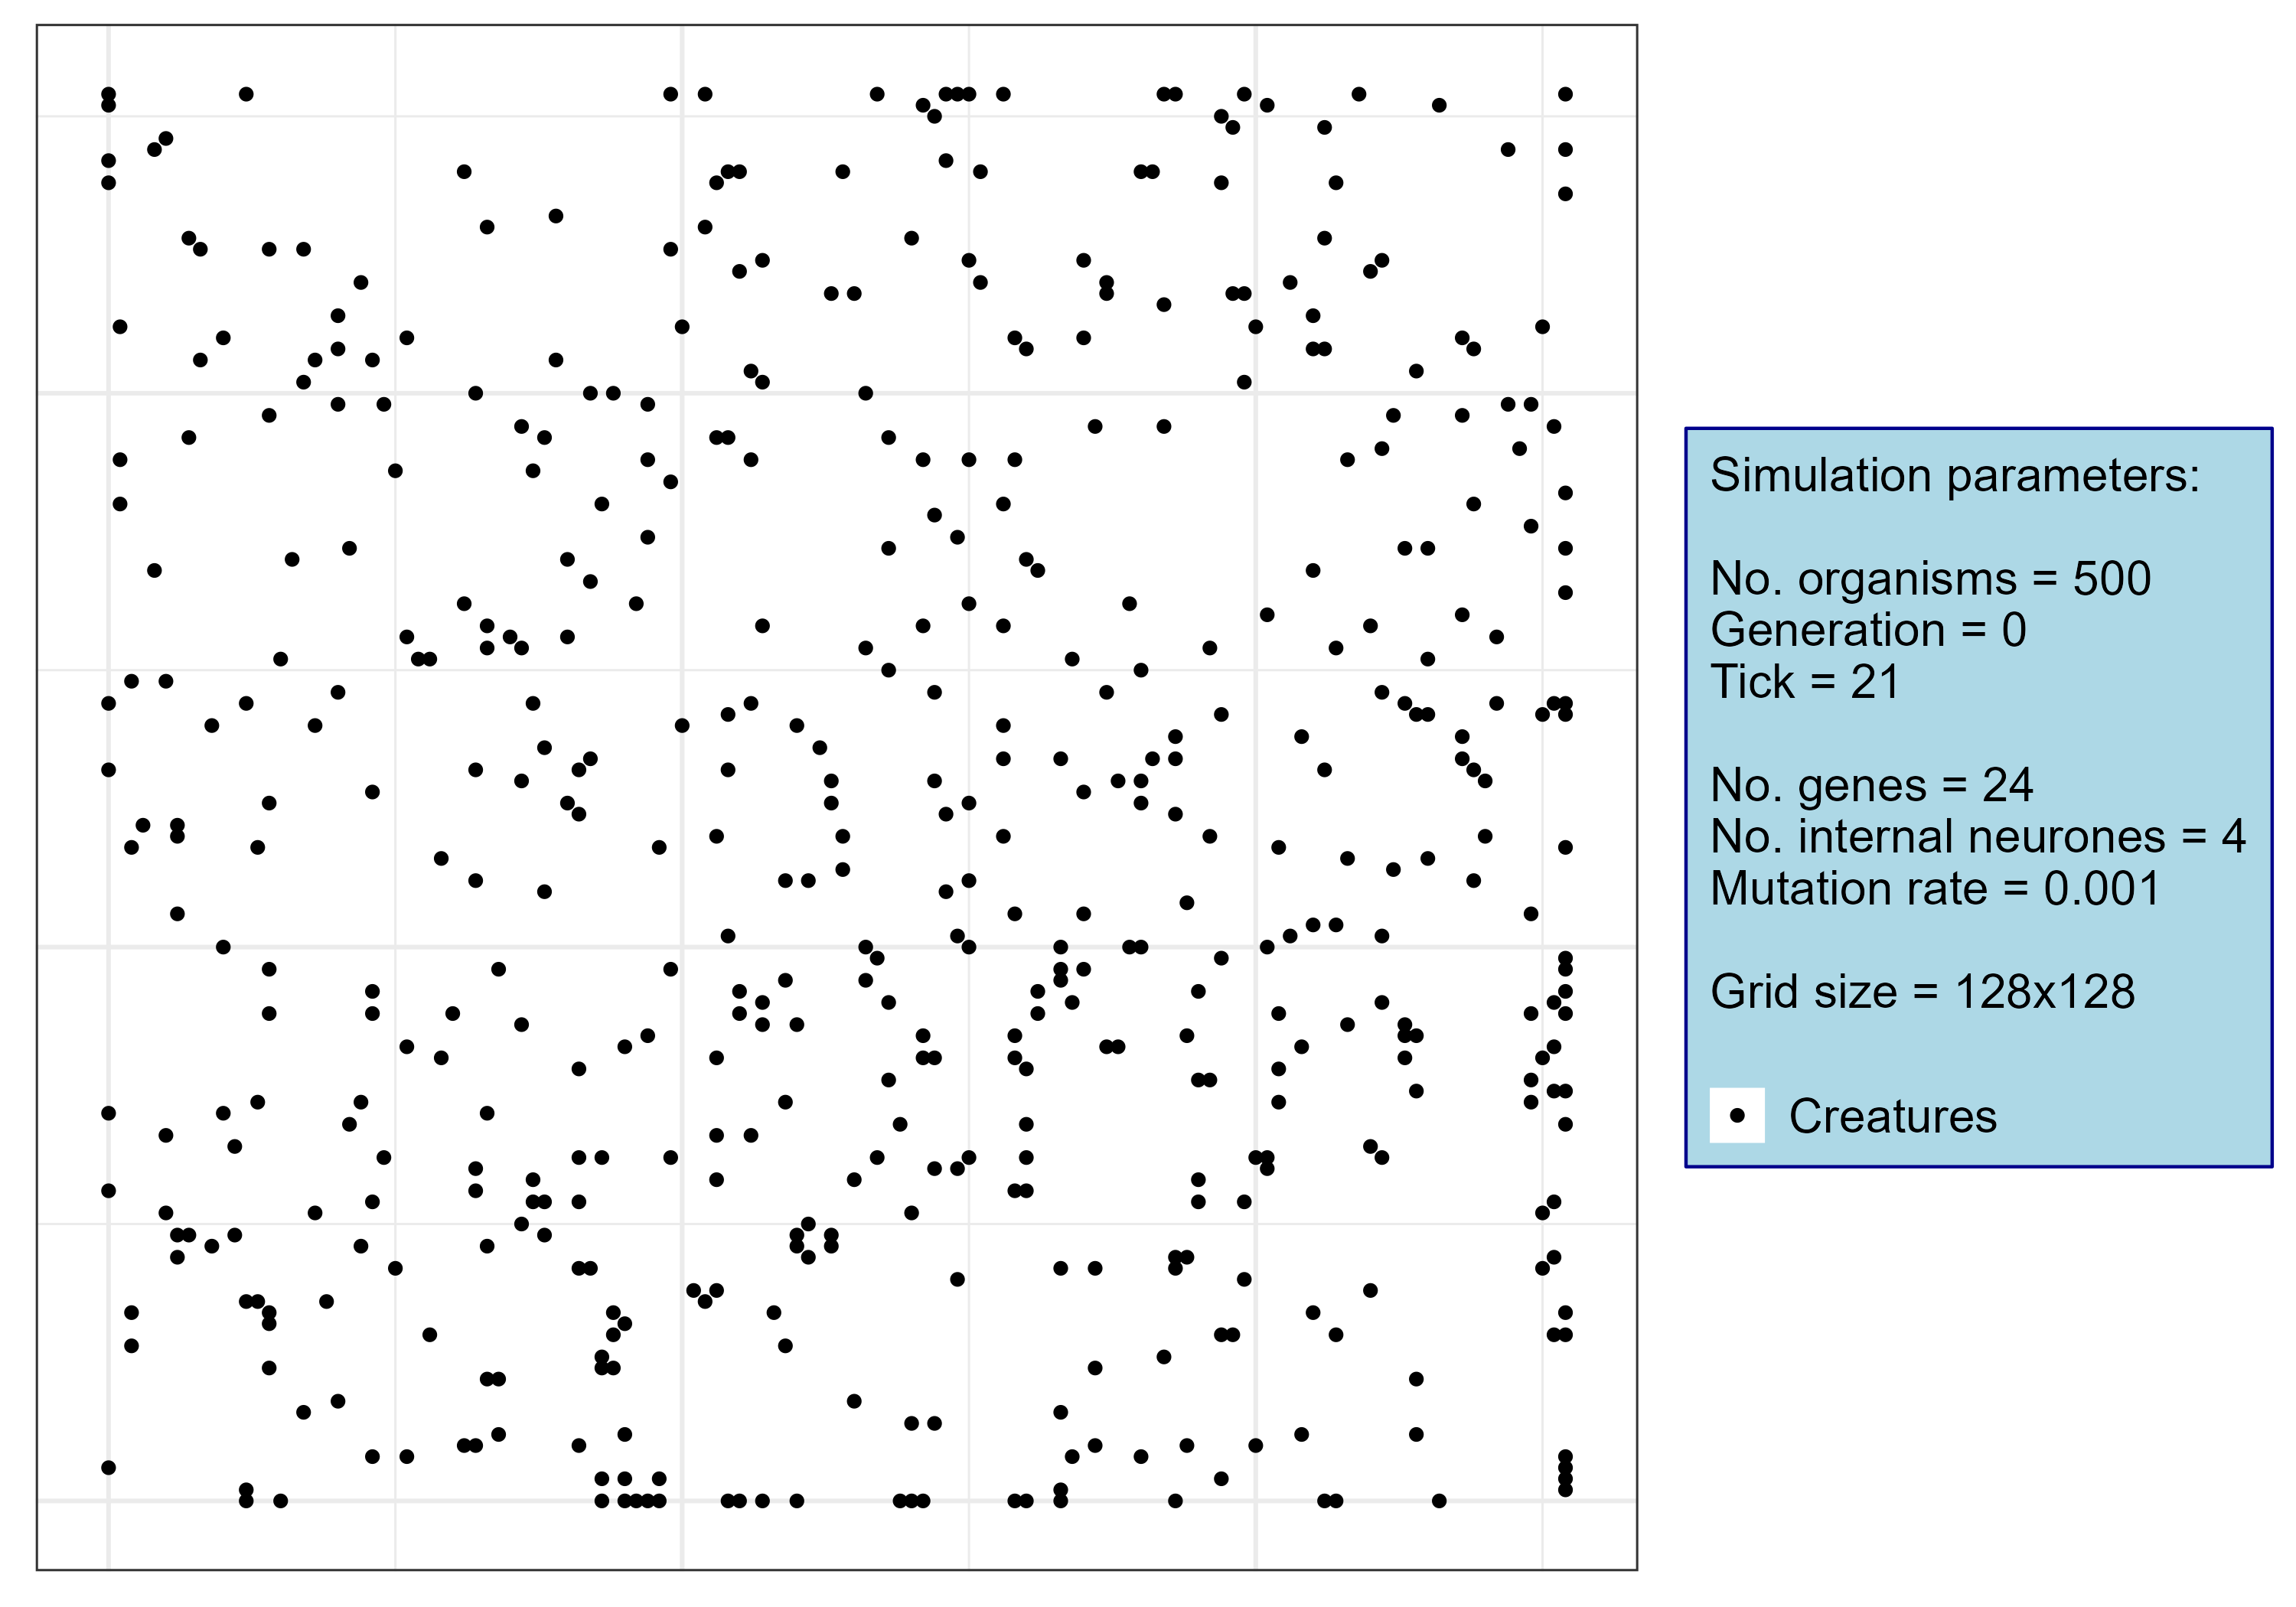 Simulation parameters:
No. organisms = 500
Generation = 0
Tick = 21
No. genes = 24
No. internal neurones = 4
Mutation rate = 0.001
Grid size = 128x128
Creatures